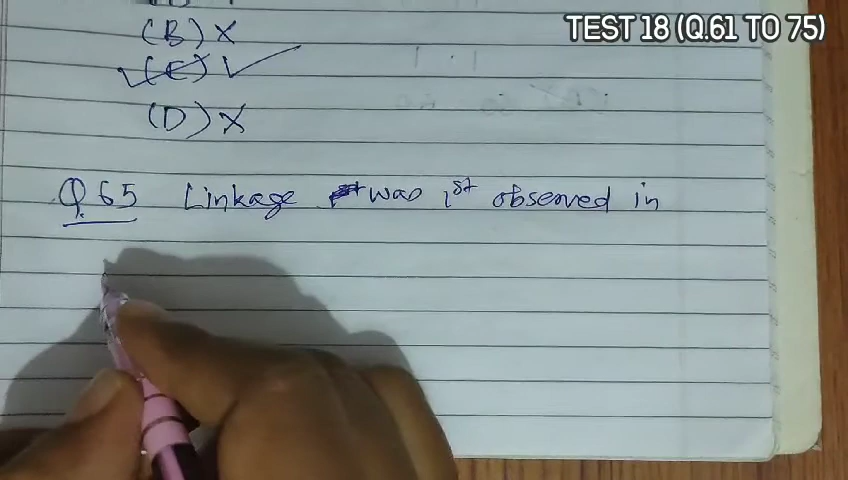 TEST 18 (Q.61 TO 75)
(B) X
(C) ✓
(D) X
Q.65 Linkage was 1st observed in